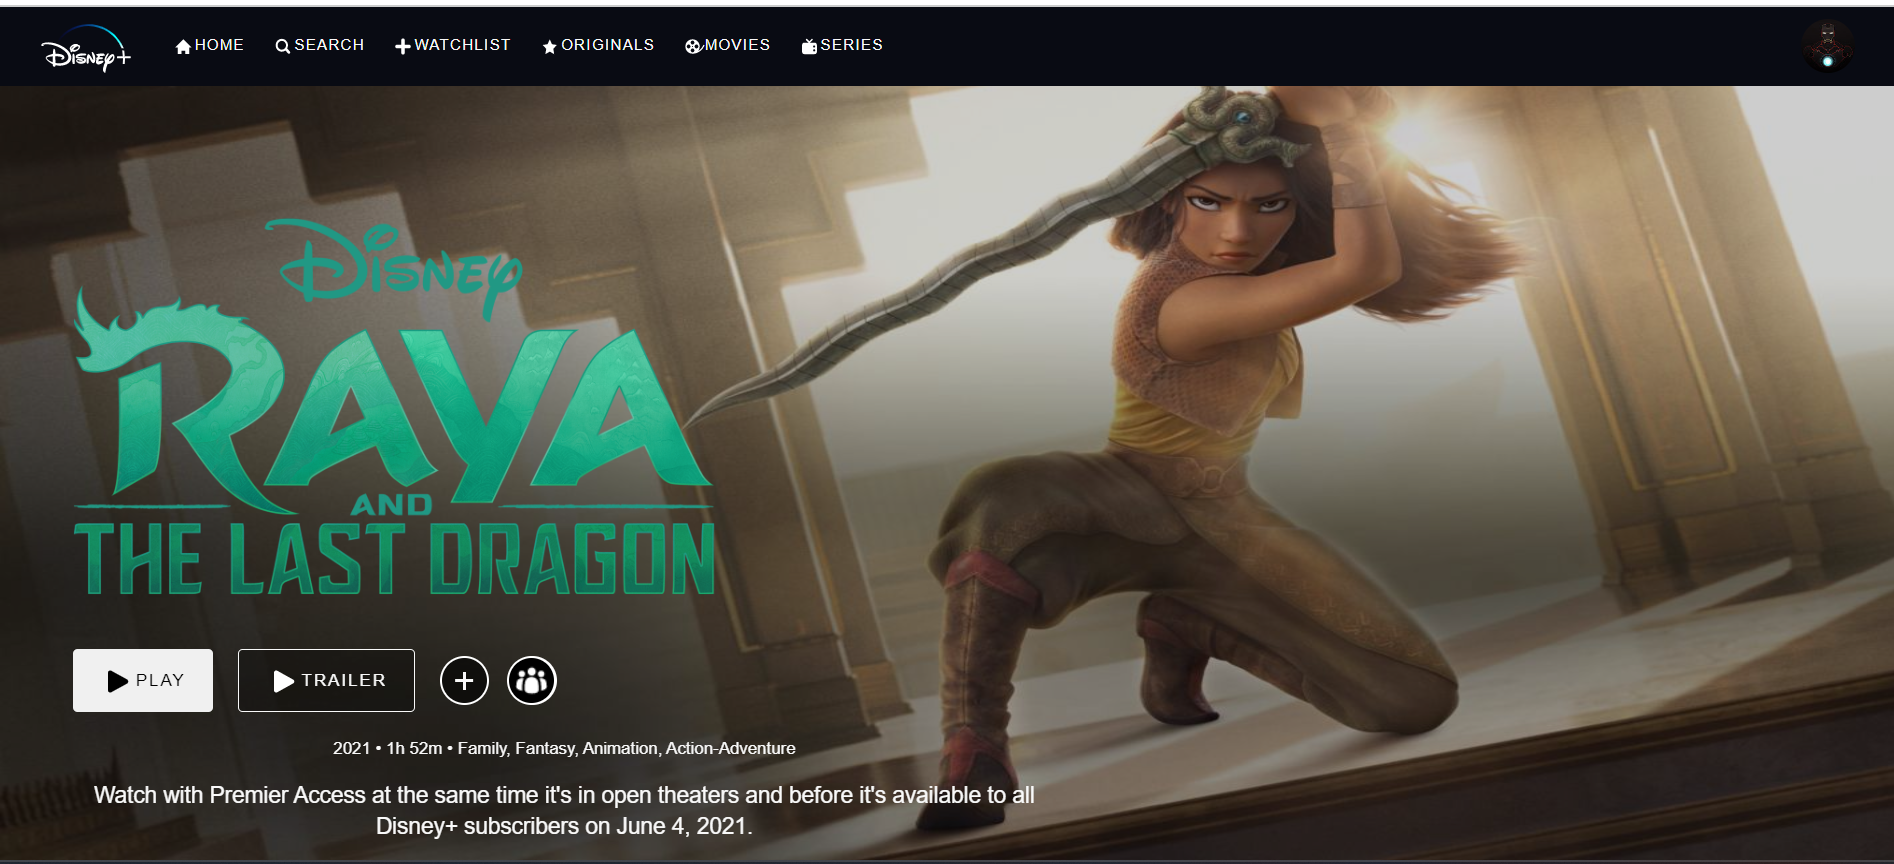 Disney+
HOME SEARCH WATCHLIST ORIGINALS MOVIES SERIES
Disney
RAYA
AND
THE LAST DRAGON
PLAY TRAILER
2021 • 1h 52m • Family, Fantasy, Animation, Action-Adventure
Watch with Premier Access at the same time it's in open theaters and before it's available to all
Disney+ subscribers on June 4, 2021.